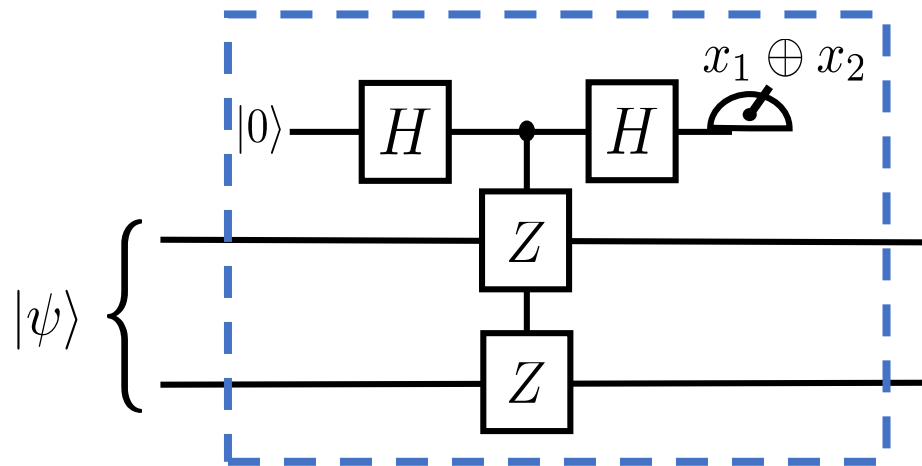 x₁ ⊕ x₂
|0⟩ H H
Z
|ψ⟩
Z